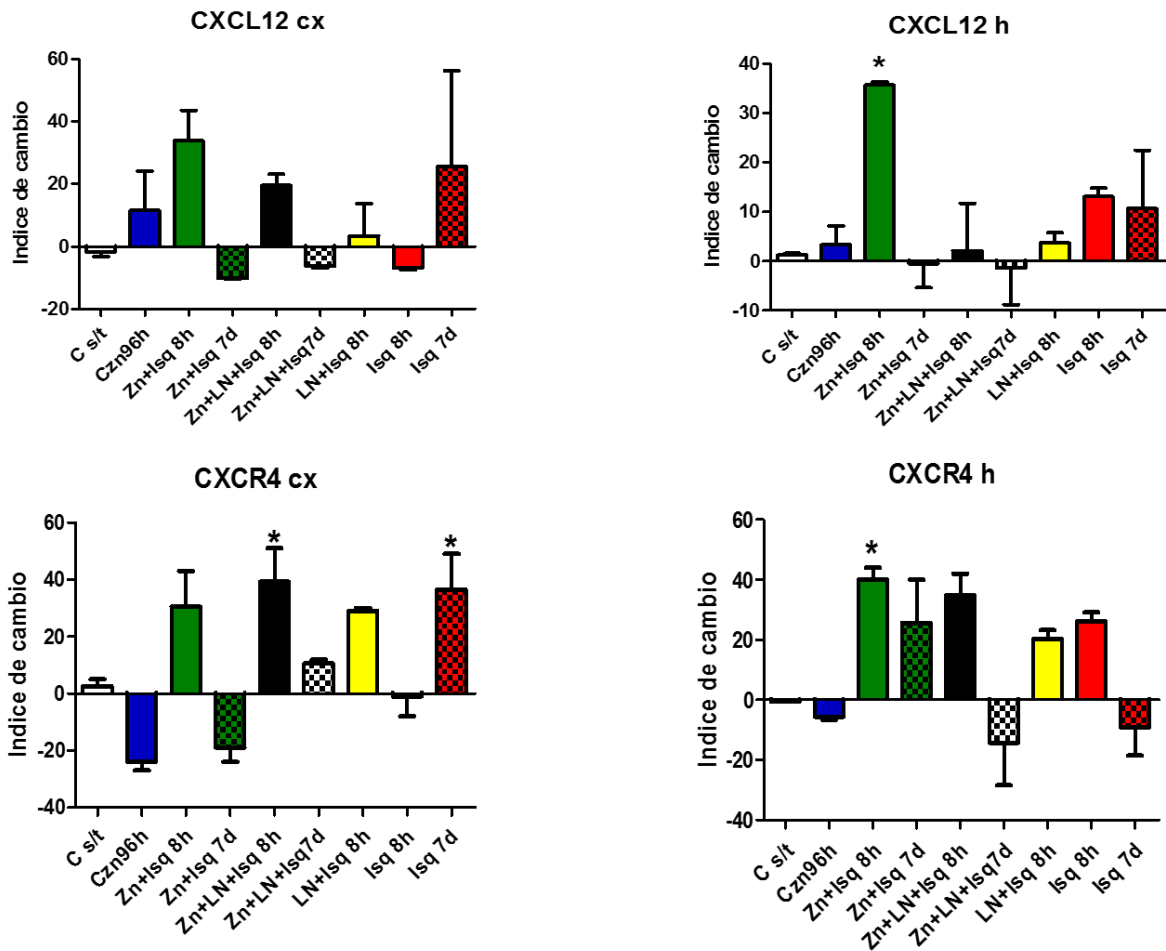 CXCL12 cx
Indice de cambio
60
40
20
0
-20
C s/t
Czn96h
Zn+Isq 8h
Zn+Isq 7d
Zn+LN+Isq 8h
Zn+LN+Isq7d
LN+Isq 8h
Isq 8h
Isq 7d
CXCL12 h
Indice de cambio
40
30
20
10
0
-10
*
C s/t
Czn96h
Zn+Isq 8h
Zn+Isq 7d
Zn+LN+Isq 8h
Zn+LN+Isq7d
LN+Isq 8h
Isq 8h
Isq 7d
CXCR4 cx
Indice de cambio
60
40
20
0
-20
-40
*
*
C s/t
Czn96h
Zn+Isq 8h
Zn+Isq 7d
Zn+LN+Isq 8h
Zn+LN+Isq7d
LN+Isq 8h
Isq 8h
Isq 7d
CXCR4 h
Indice de cambio
60
40
20
0
-20
-40
*
C s/t
Czn96h
Zn+Isq 8h
Zn+Isq 7d
Zn+LN+Isq 8h
Zn+LN+Isq7d
LN+Isq 8h
Isq 8h
Isq 7d